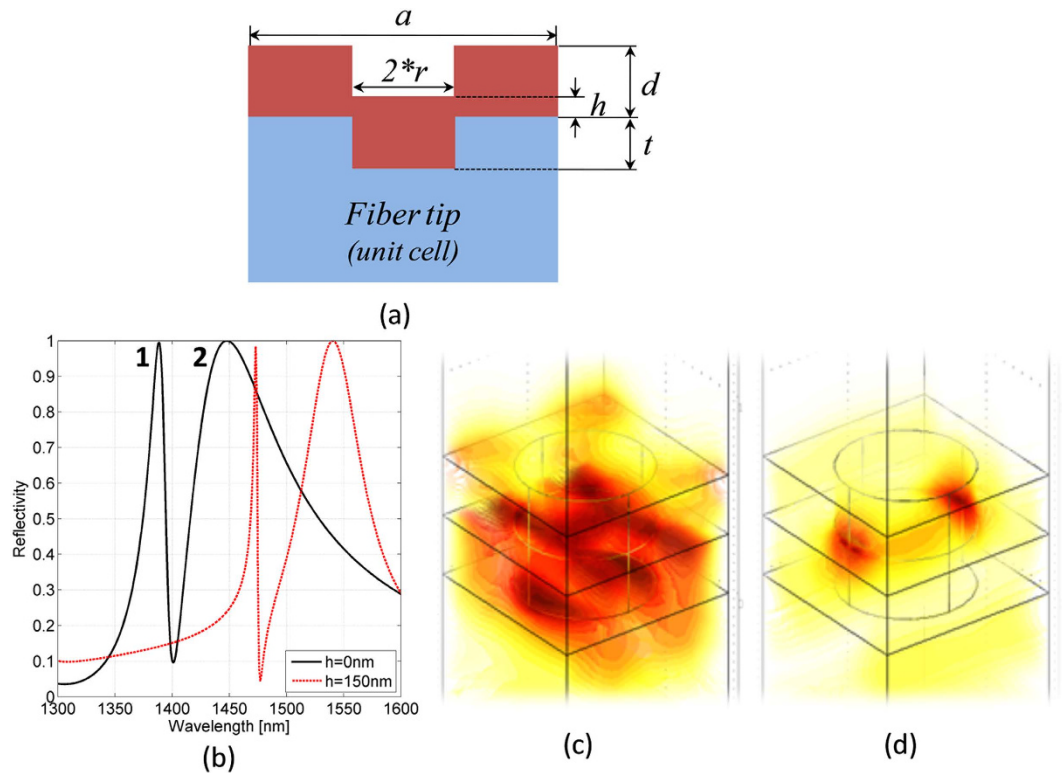 a
2*r
d
h
t
Fiber tip
(unit cell)
(a)
1
0.9
0.8
0.7
0.6
0.5
0.4
0.3
0.2
0.1
0
Reflectivity
1 2
h=0nm
h=150nm
1300 1350 1400 1450 1500 1550 1600
Wavelength [nm]
(b)
(c)
(d)